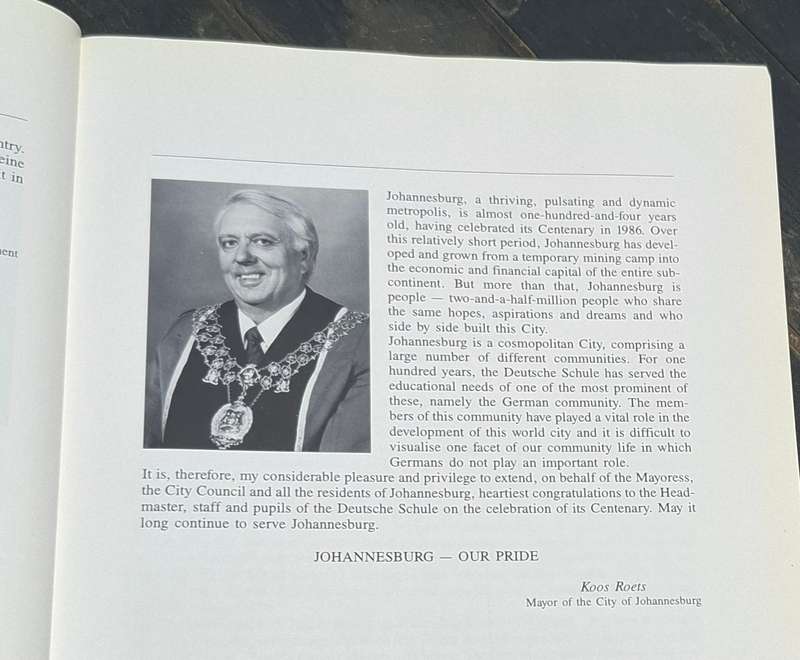 ntry.
eine
t in
ent
Johannesburg, a thriving, pulsating and dynamic
metropolis, is almost one-hundred-and-four years
old, having celebrated its Centenary in 1986. Over
this relatively short period, Johannesburg has devel-
oped and grown from a temporary mining camp into
the economic and financial capital of the entire sub-
continent. But more than that, Johannesburg is
people — two-and-a-half-million people who share
the same hopes, aspirations and dreams and who
side by side built this City.
Johannesburg is a cosmopolitan City, comprising a
large number of different communities. For one
hundred years, the Deutsche Schule has served the
educational needs of one of the most prominent of
these, namely the German community. The mem-
bers of this community have played a vital role in the
development of this world city and it is difficult to
visualise one facet of our community life in which
Germans do not play an important role.
It is, therefore, my considerable pleasure and privilege to extend, on behalf of the Mayoress,
the City Council and all the residents of Johannesburg, heartiest congratulations to the Head-
master, staff and pupils of the Deutsche Schule on the celebration of its Centenary. May it
long continue to serve Johannesburg.
JOHANNESBURG — OUR PRIDE
Koos Roets
Mayor of the City of Johannesburg